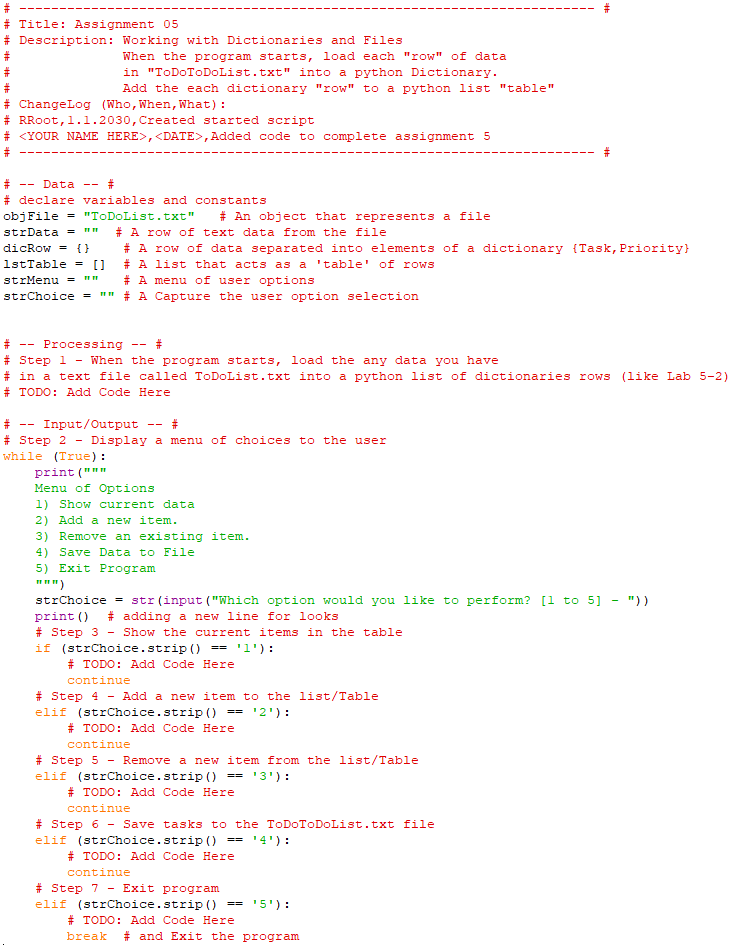 # ------------------------------------------------------------------------ #
# Title: Assignment 05
# Description: Working with Dictionaries and Files
#              When the program starts, load each "row" of data
#              in "ToDoToDoList.txt" into a python Dictionary.
#              Add the each dictionary "row" to a python list "table"
# ChangeLog (Who,When,What):
# RRoot,1.1.2030,Created started script
# <YOUR NAME HERE>,<DATE>,Added code to complete assignment 5
# ------------------------------------------------------------------------ #

# -- Data -- #
# declare variables and constants
objFile = "ToDoList.txt"   # An object that represents a file
strData = ""  # A row of text data from the file
dicRow = {}    # A row of data separated into elements of a dictionary {Task,Priority}
lstTable = []  # A list that acts as a 'table' of rows
strMenu = ""   # A menu of user options
strChoice = "" # A Capture the user option selection


# -- Processing -- #
# Step 1 - When the program starts, load the any data you have
# in a text file called ToDoList.txt into a python list of dictionaries rows (like Lab 5-2)
# TODO: Add Code Here

# -- Input/Output -- #
# Step 2 - Display a menu of choices to the user
while (True):
    print("""
    Menu of Options
    1) Show current data
    2) Add a new item.
    3) Remove an existing item.
    4) Save Data to File
    5) Exit Program
    """)
    strChoice = str(input("Which option would you like to perform? [1 to 5] - "))
    print()  # adding a new line for looks
    # Step 3 - Show the current items in the table
    if (strChoice.strip() == '1'):
        # TODO: Add Code Here
        continue
    # Step 4 - Add a new item to the list/Table
    elif (strChoice.strip() == '2'):
        # TODO: Add Code Here
        continue
    # Step 5 - Remove a new item from the list/Table
    elif (strChoice.strip() == '3'):
        # TODO: Add Code Here
        continue
    # Step 6 - Save tasks to the ToDoToDoList.txt file
    elif (strChoice.strip() == '4'):
        # TODO: Add Code Here
        continue
    # Step 7 - Exit program
    elif (strChoice.strip() == '5'):
        # TODO: Add Code Here
        break  # and Exit the program